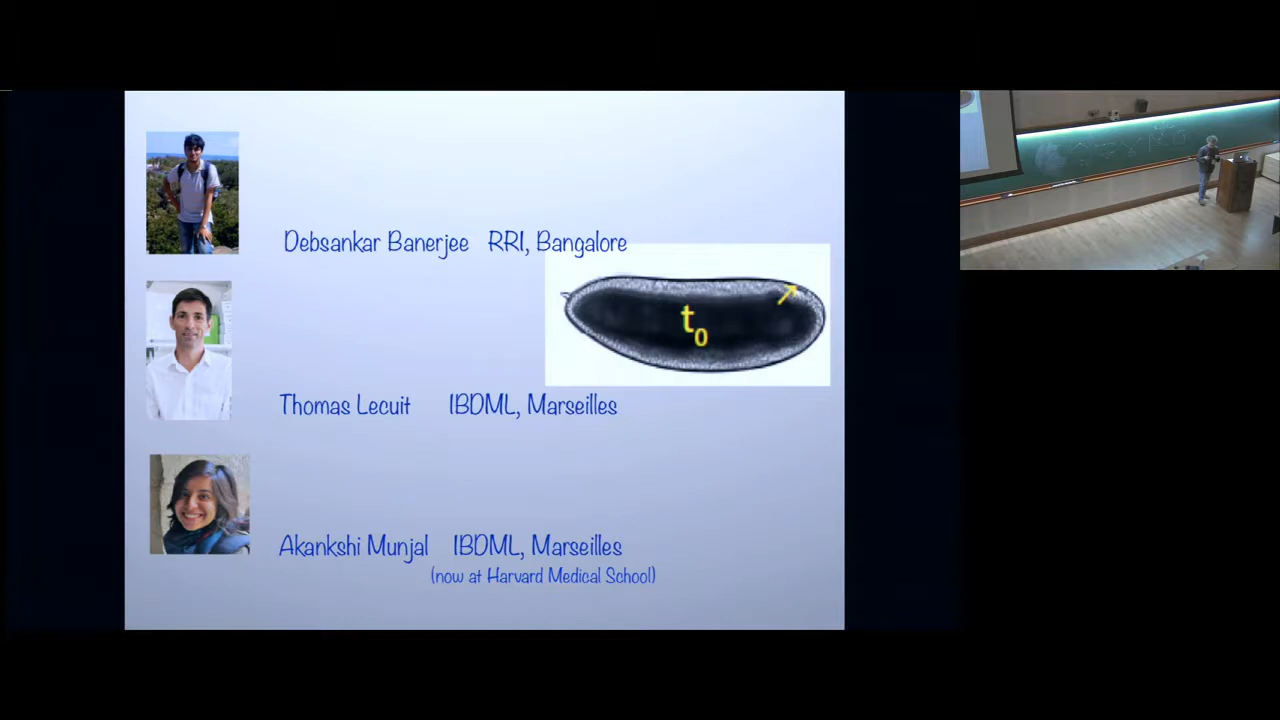 Debsankar Banerjee RRI, Bangalore
t0
Thomas Lecuit IBDML, Marseilles
Akankshi Munjal IBDML, Marseilles
(now at Harvard Medical School)